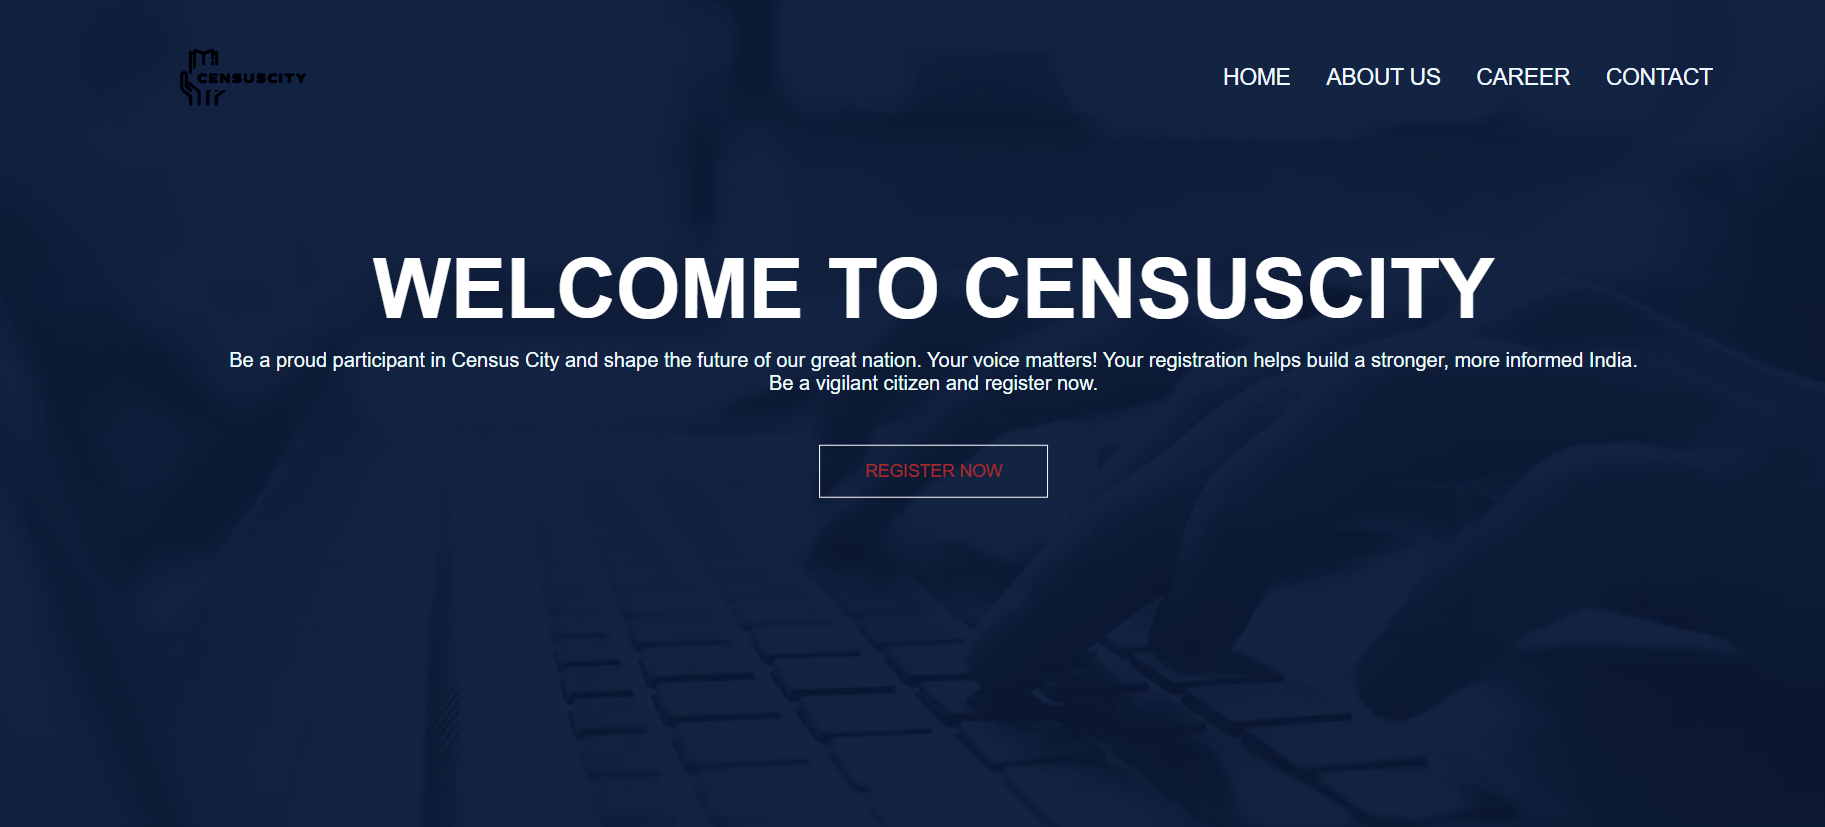 CENSUSCITY
HOME ABOUT US CAREER CONTACT
WELCOME TO CENSUSCITY
Be a proud participant in Census City and shape the future of our great nation. Your voice matters! Your registration helps build a stronger, more informed India.
Be a vigilant citizen and register now.
REGISTER NOW